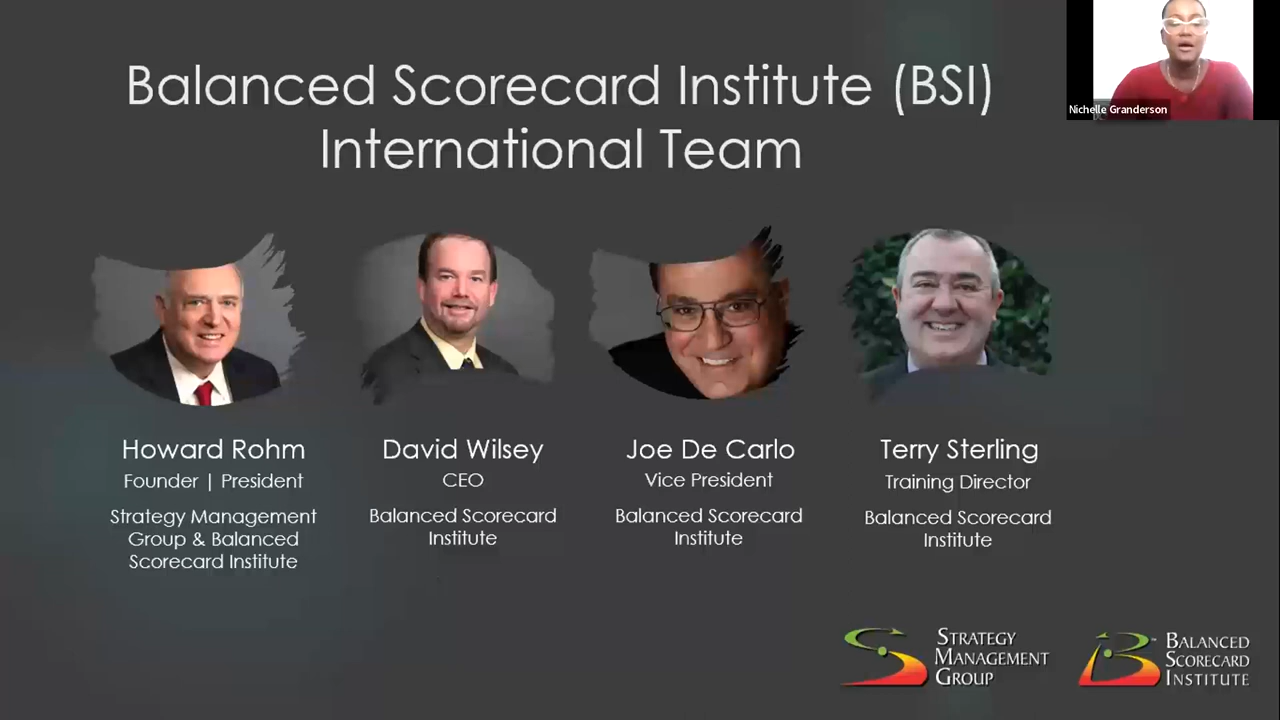 Balanced Scorecard Institute (BSI)
International Team
Nichelle Granderson
Howard Rohm
Founder | President
Strategy Management
Group & Balanced
Scorecard Institute
David Wilsey
CEO
Balanced Scorecard
Institute
Joe De Carlo
Vice President
Balanced Scorecard
Institute
Terry Sterling
Training Director
Balanced Scorecard
Institute
STRATEGY
MANAGEMENT
GROUP
BALANCED
SCORECARD
INSTITUTE